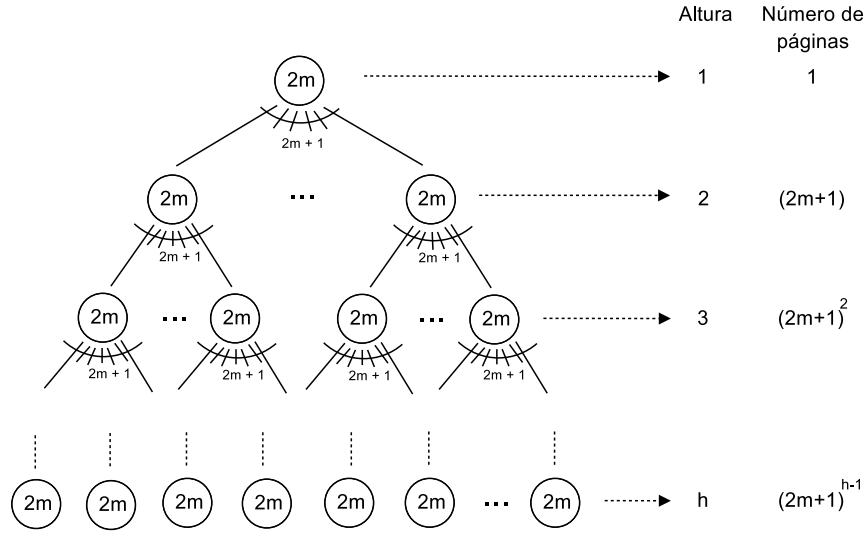 Altura Número de páginas
2m 1 1
2m + 1
2m ... 2m 2 (2m+1)
2m + 1 2m + 1
2m ... 2m 2m ... 2m 3 (2m+1)^2
2m + 1 2m + 1 2m + 1 2m + 1
2m 2m 2m 2m 2m 2m ... 2m h (2m+1)^h-1